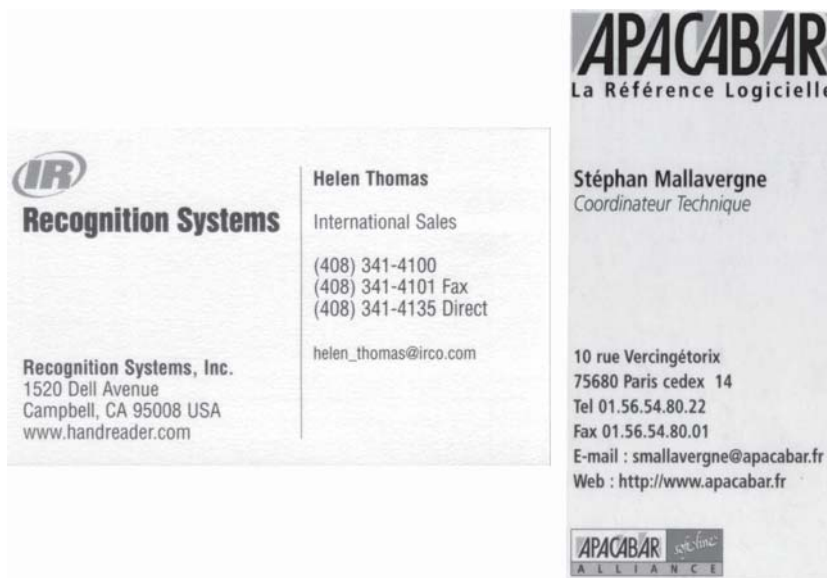 IR
Recognition Systems
Recognition Systems, Inc.
1520 Dell Avenue
Campbell, CA 95008 USA
www.handreader.com
Helen Thomas
International Sales
(408) 341-4100
(408) 341-4101 Fax
(408) 341-4135 Direct
helen_thomas@irco.com
APACABAR
La Référence Logicielle
Stéphan Mallavergne
Coordinateur Technique
10 rue Vercingétorix
75680 Paris cedex 14
Tel 01.56.54.80.22
Fax 01.56.54.80.01
E-mail : smallavergne@apacabar.fr
Web : http://www.apacabar.fr
APACABAR softline
ALLIANCE